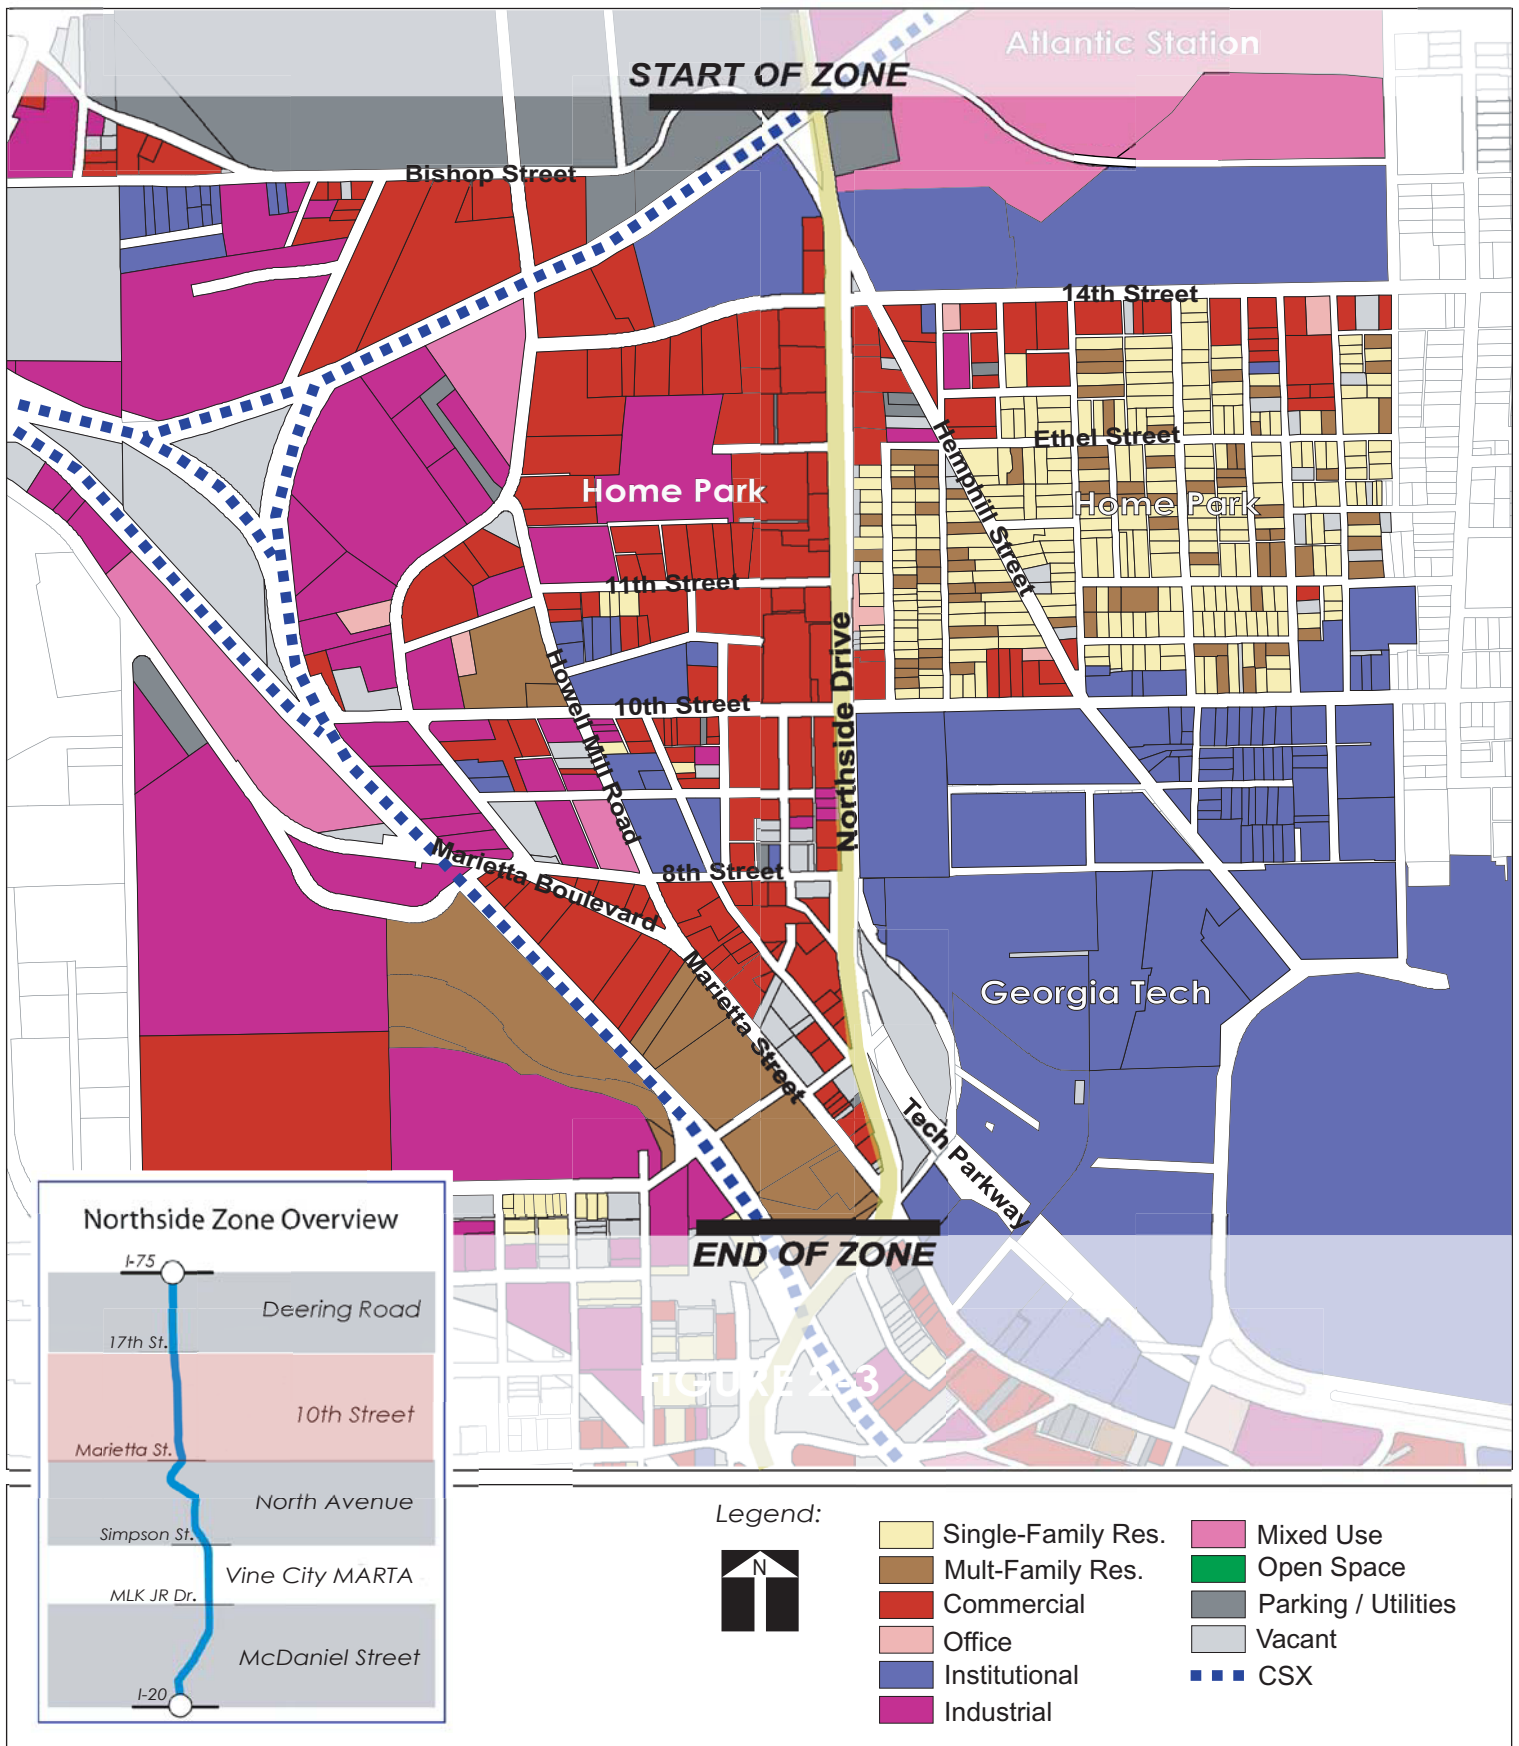 Atlantic Station
START OF ZONE
Bishop Street
14th Street
Ethel Street
Hemphill Street
Home Park
Home Park
11th Street
Northside Drive
Howell Mill Road
10th Street
Marietta Boulevard
8th Street
Marietta Street
Georgia Tech
Tech Parkway
END OF ZONE
FIGURE 2-3
Northside Zone Overview
I-75
Deering Road
17th St.
10th Street
Marietta St.
North Avenue
Simpson St.
Vine City MARTA
MLK JR Dr.
McDaniel Street
I-20
Legend:
N
Single-Family Res.
Mult-Family Res.
Commercial
Office
Institutional
Industrial
Mixed Use
Open Space
Parking / Utilities
Vacant
CSX